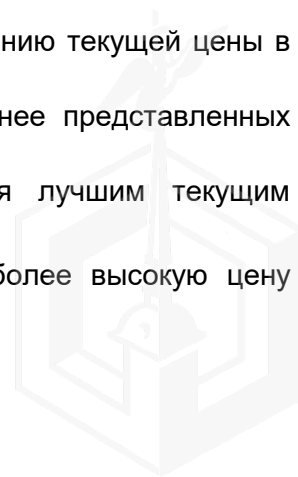 нию текущей цены в
нее представленных
я лучшим текущим
более высокую цену